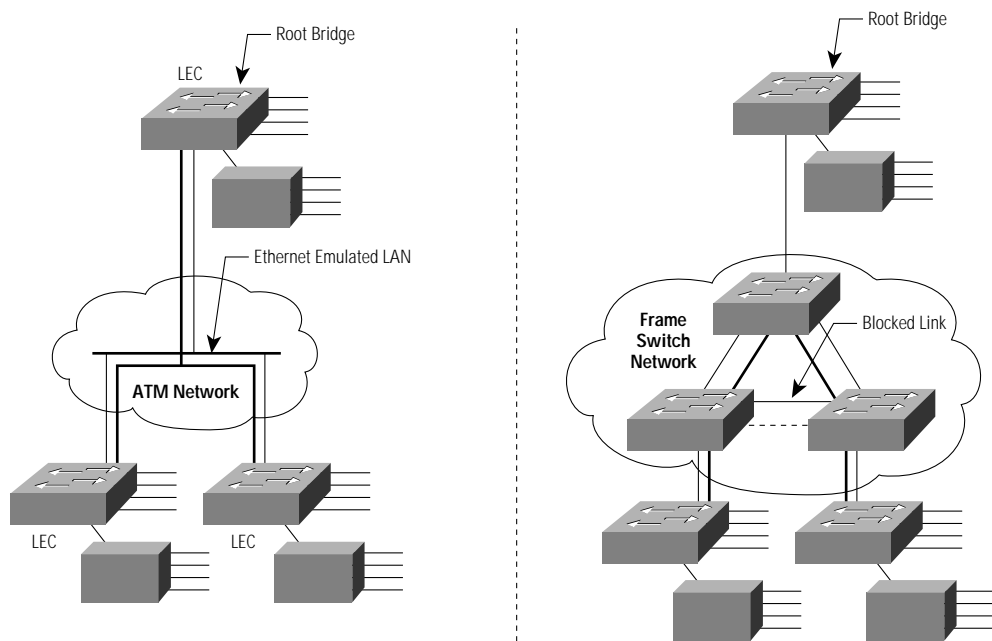 Root Bridge
LEC
Ethernet Emulated LAN
ATM Network
LEC
LEC
Root Bridge
Frame
Switch
Network
Blocked Link